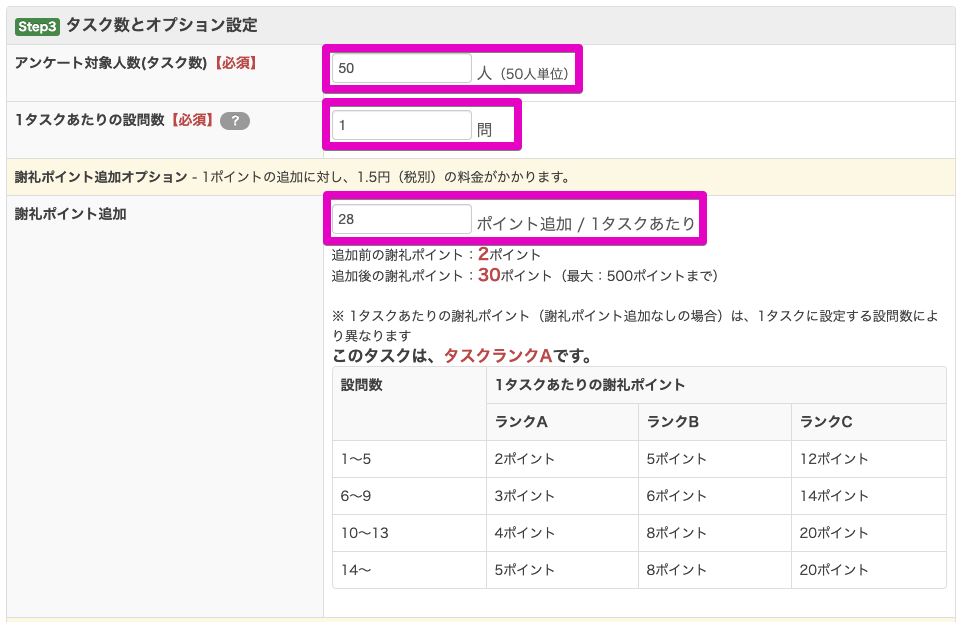 Step3 タスク数とオプション設定
アンケート対象人数(タスク数)【必須】
50 人（50人単位）
1タスクあたりの設問数【必須】 ?
1 問
謝礼ポイント追加オプション - 1ポイントの追加に対し、1.5円（税別）の料金がかかります。
謝礼ポイント追加
28 ポイント追加 / 1タスクあたり
追加前の謝礼ポイント：2ポイント
追加後の謝礼ポイント：30ポイント（最大：500ポイントまで）
※ 1タスクあたりの謝礼ポイント（謝礼ポイント追加なしの場合）は、1タスクに設定する設問数によ
り異なります
このタスクは、タスクランクAです。
設問数 1タスクあたりの謝礼ポイント
ランクA ランクB ランクC
1〜5 2ポイント 5ポイント 12ポイント
6〜9 3ポイント 6ポイント 14ポイント
10〜13 4ポイント 8ポイント 20ポイント
14〜 5ポイント 8ポイント 20ポイント